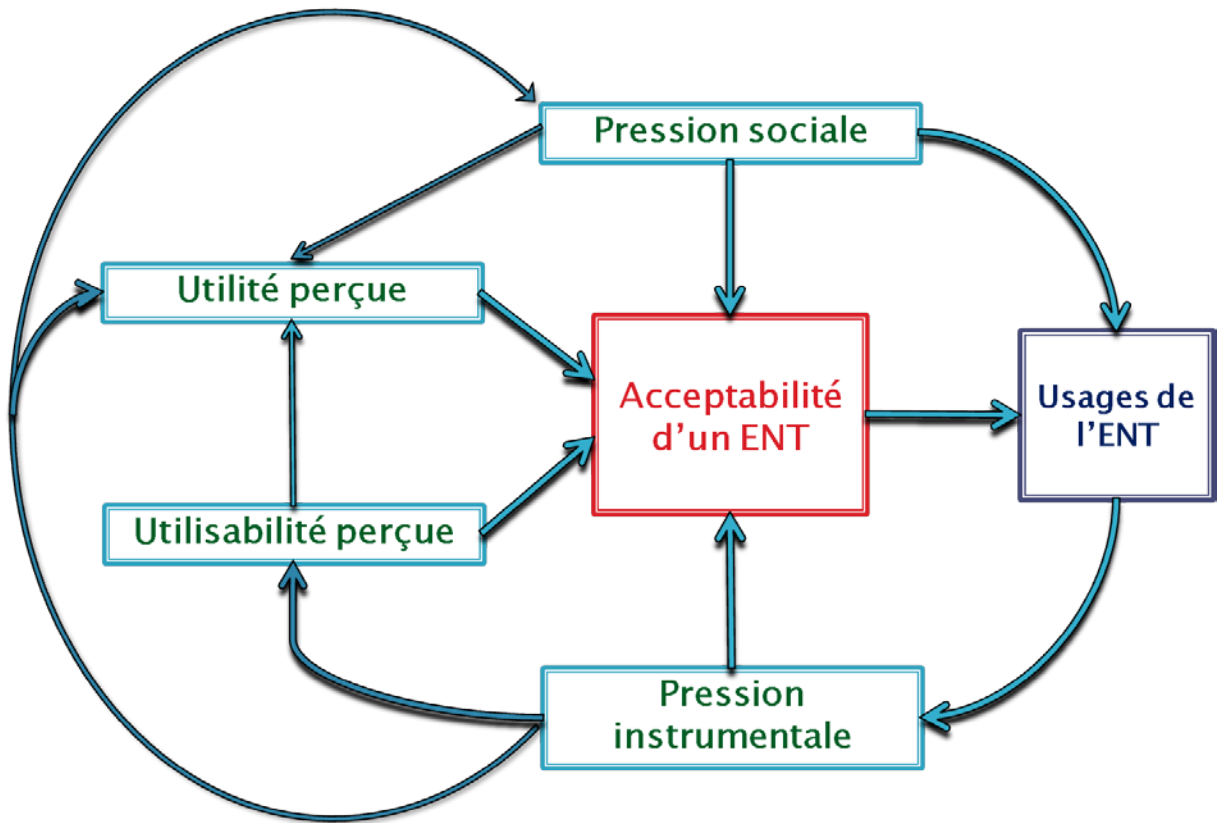 Pression sociale
Utilité perçue
Acceptabilité
d’un ENT
Usages de
l’ENT
Utilisabilité perçue
Pression
instrumentale